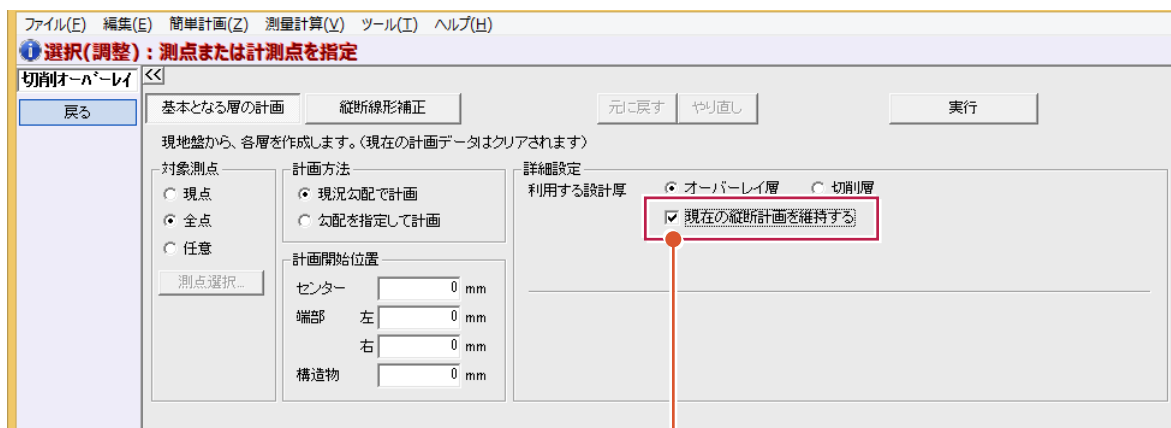 ファイル(F) 編集(E) 簡単計画(Z) 測量計算(V) ツール(T) ヘルプ(H)
選択(調整):測点または計測点を指定
切削オーバーレイ <<
戻る
基本となる層の計画 縦断線形補正 元に戻す やり直し 実行
現地盤から、各層を作成します。(現在の計画データはクリアされます)
対象測点
現点
全点
任意
測点選択...
計画方法
現況勾配で計画
勾配を指定して計画
計画開始位置
センター 0 mm
端部 左 0 mm
右 0 mm
構造物 0 mm
詳細設定
利用する設計厚 オーバーレイ層 切削層
現在の縦断計画を維持する